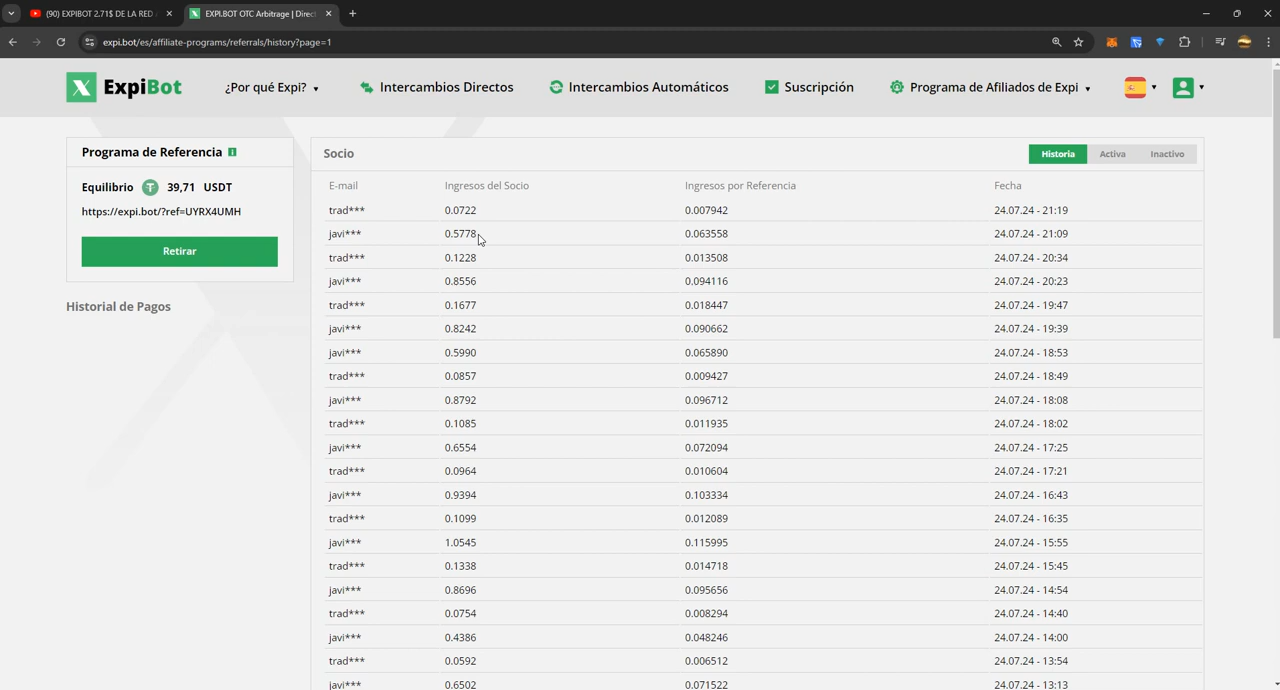 (90) EXPIBOT 2.71$ DE LA RED
EXPI.BOT OTC Arbitrage | Direct
expi.bot/es/affiliate-programs/referrals/history?page=1
ExpiBot
¿Por qué Expi?
Intercambios Directos
Intercambios Automáticos
Suscripción
Programa de Afiliados de Expi
Programa de Referencia
Equilibrio 39,71 USDT
https://expi.bot/?ref=UYRX4UMH
Retirar
Historial de Pagos
Socio
Historia Activa Inactivo
E-mail Ingresos del Socio Ingresos por Referencia Fecha
trad*** 0.0722 0.007942 24.07.24 - 21:19
javi*** 0.5778 0.063558 24.07.24 - 21:09
trad*** 0.1228 0.013508 24.07.24 - 20:34
javi*** 0.8556 0.094116 24.07.24 - 20:23
trad*** 0.1677 0.018447 24.07.24 - 19:47
javi*** 0.8242 0.090662 24.07.24 - 19:39
javi*** 0.5990 0.065890 24.07.24 - 18:53
trad*** 0.0857 0.009427 24.07.24 - 18:49
javi*** 0.8792 0.096712 24.07.24 - 18:08
trad*** 0.1085 0.011935 24.07.24 - 18:02
javi*** 0.6554 0.072094 24.07.24 - 17:25
trad*** 0.0964 0.010604 24.07.24 - 17:21
javi*** 0.9394 0.103334 24.07.24 - 16:43
trad*** 0.1099 0.012089 24.07.24 - 16:35
javi*** 1.0545 0.115995 24.07.24 - 15:55
trad*** 0.1338 0.014718 24.07.24 - 15:45
javi*** 0.8696 0.095656 24.07.24 - 14:54
trad*** 0.0754 0.008294 24.07.24 - 14:40
javi*** 0.4386 0.048246 24.07.24 - 14:00
trad*** 0.0592 0.006512 24.07.24 - 13:54
javi*** 0.6502 0.071522 24.07.24 - 13:13